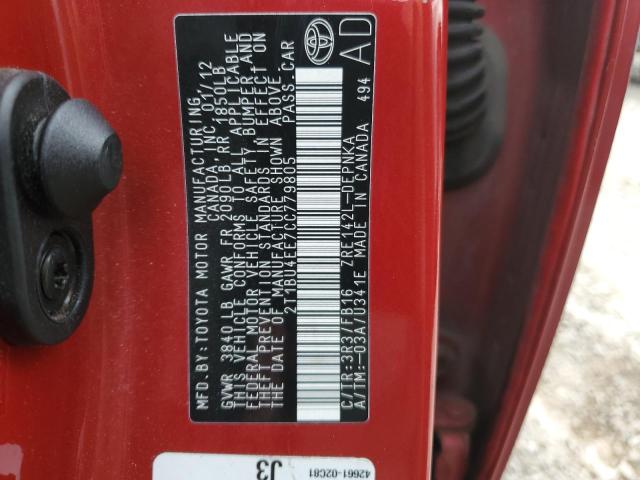 MFD.BY:TOYOTA MOTOR MANUFACTURING
CANADA,INC. 01/12
GVWR 3840LB GAWR FR 2090LB RR 1850LB
THIS VEHICLE CONFIRMS TO ALL APPLICABLE
FEDERAL MOTOR VEHICLE SAFETY, BUMPER AND
THEFT PREVENTION STANDARDS IN EFFECT ON
THE DATE OF MANUFACTURE SHOWN ABOVE.
2T1BU4EE7CC779805 PASS.CAR
C/TR:3R3/FB16 ZRE142L-DEPNKA
A/TM:-03A/U341E MADE IN CANADA 494
AD
42661-02C81
J3